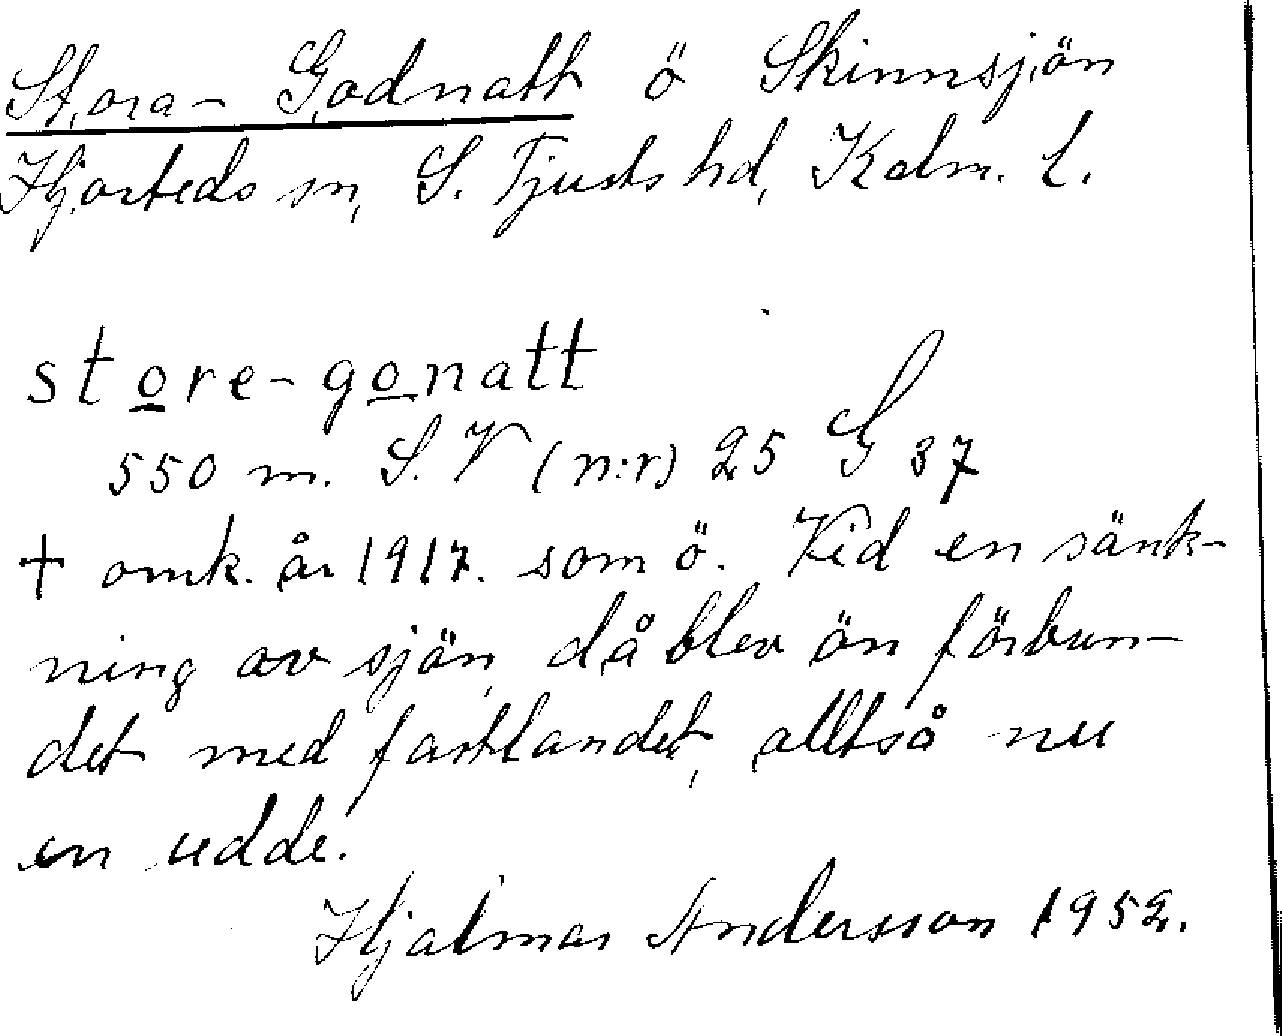 Stora-Godnatt ö Skinnsjön
Hjorteds sn, S. Tjusts hd, Kalm. l.
store-gonatt
550 m. S.V (n:r) 25 G 37
† omk. år 1917. som ö. Vid en sänk-
ning av sjön, då blev ön förbun-
det med fastlandet, alltså nu
en udde.
Hjalmar Andersson 1952.